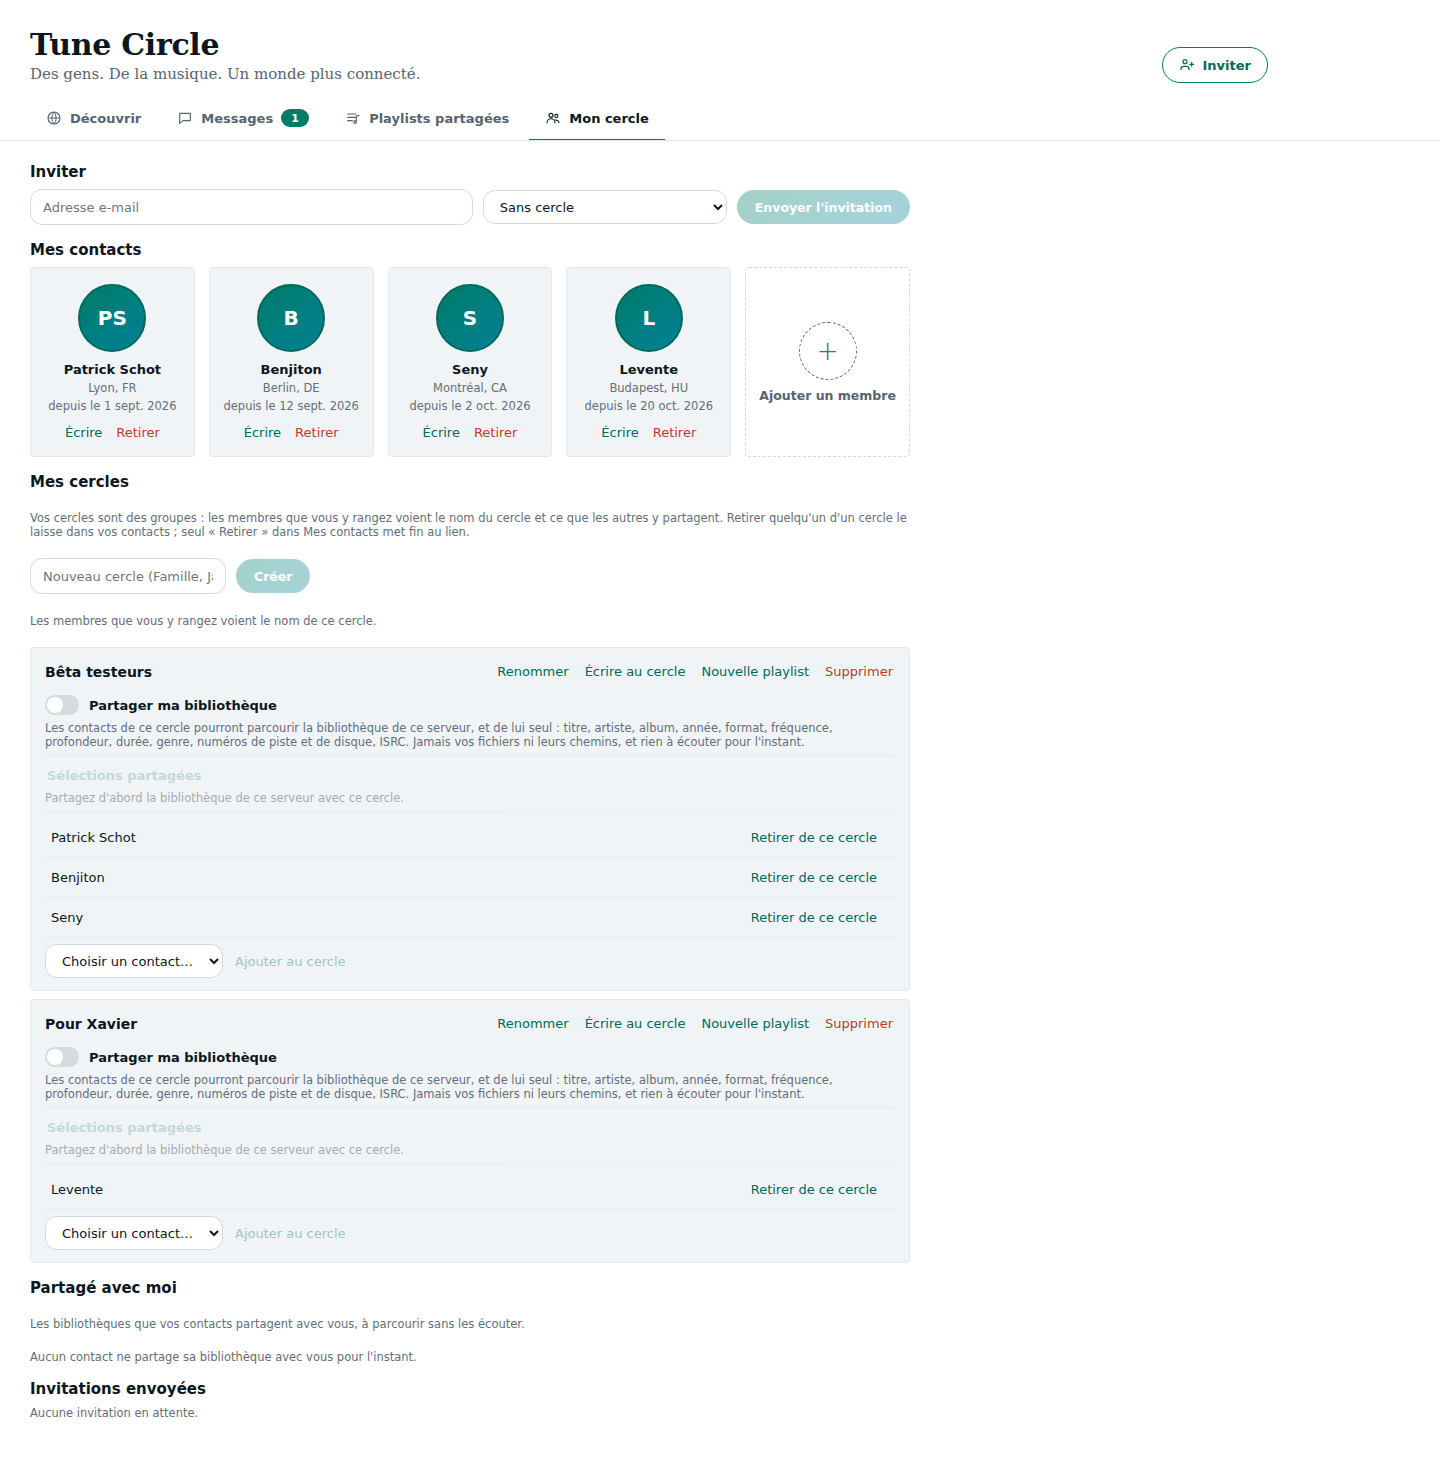 Tune Circle
Des gens. De la musique. Un monde plus connecté.
Inviter
Découvrir
Messages 1
Playlists partagées
Mon cercle
Inviter
Adresse e-mail
Sans cercle
Envoyer l'invitation
Mes contacts
PS
Patrick Schot
Lyon, FR
depuis le 1 sept. 2026
Écrire Retirer
B
Benjiton
Berlin, DE
depuis le 12 sept. 2026
Écrire Retirer
S
Seny
Montréal, CA
depuis le 2 oct. 2026
Écrire Retirer
L
Levente
Budapest, HU
depuis le 20 oct. 2026
Écrire Retirer
Ajouter un membre
Mes cercles
Vos cercles sont des groupes : les membres que vous y rangez voient le nom du cercle et ce que les autres y partagent. Retirer quelqu'un d'un cercle le
laisse dans vos contacts ; seul « Retirer » dans Mes contacts met fin au lien.
Nouveau cercle (Famille, Ja
Créer
Les membres que vous y rangez voient le nom de ce cercle.
Bêta testeurs
Renommer Écrire au cercle Nouvelle playlist Supprimer
Partager ma bibliothèque
Les contacts de ce cercle pourront parcourir la bibliothèque de ce serveur, et de lui seul : titre, artiste, album, année, format, fréquence,
profondeur, durée, genre, numéros de piste et de disque, ISRC. Jamais vos fichiers ni leurs chemins, et rien à écouter pour l'instant.
Sélections partagées
Partagez d'abord la bibliothèque de ce serveur avec ce cercle.
Patrick Schot Retirer de ce cercle
Benjiton Retirer de ce cercle
Seny Retirer de ce cercle
Choisir un contact... Ajouter au cercle
Pour Xavier
Renommer Écrire au cercle Nouvelle playlist Supprimer
Partager ma bibliothèque
Les contacts de ce cercle pourront parcourir la bibliothèque de ce serveur, et de lui seul : titre, artiste, album, année, format, fréquence,
profondeur, durée, genre, numéros de piste et de disque, ISRC. Jamais vos fichiers ni leurs chemins, et rien à écouter pour l'instant.
Sélections partagées
Partagez d'abord la bibliothèque de ce serveur avec ce cercle.
Levente Retirer de ce cercle
Choisir un contact... Ajouter au cercle
Partagé avec moi
Les bibliothèques que vos contacts partagent avec vous, à parcourir sans les écouter.
Aucun contact ne partage sa bibliothèque avec vous pour l'instant.
Invitations envoyées
Aucune invitation en attente.